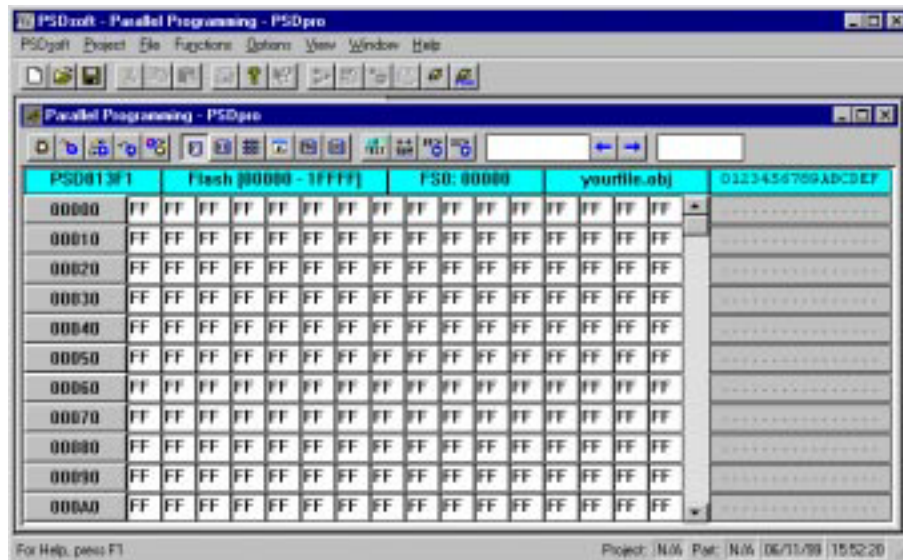 PSDsoft - Parallel Programming - PSDpro
PSDsoft Project File Functions Options View Window Help
Parallel Programming - PSDpro
PSD813F1 Flash [00000 - 1FFFF] FS0: 00000 yourfile.obj 0123456789ABCDEF
00000 FF FF FF FF FF FF FF FF FF FF FF FF FF FF FF FF ................
00010 FF FF FF FF FF FF FF FF FF FF FF FF FF FF FF FF ................
00020 FF FF FF FF FF FF FF FF FF FF FF FF FF FF FF FF ................
00030 FF FF FF FF FF FF FF FF FF FF FF FF FF FF FF FF ................
00040 FF FF FF FF FF FF FF FF FF FF FF FF FF FF FF FF ................
00050 FF FF FF FF FF FF FF FF FF FF FF FF FF FF FF FF ................
00060 FF FF FF FF FF FF FF FF FF FF FF FF FF FF FF FF ................
00070 FF FF FF FF FF FF FF FF FF FF FF FF FF FF FF FF ................
00080 FF FF FF FF FF FF FF FF FF FF FF FF FF FF FF FF ................
00090 FF FF FF FF FF FF FF FF FF FF FF FF FF FF FF FF ................
000A0 FF FF FF FF FF FF FF FF FF FF FF FF FF FF FF FF ................
For Help, press F1 Project: N/A Part: N/A 06/11/99 15:52:20